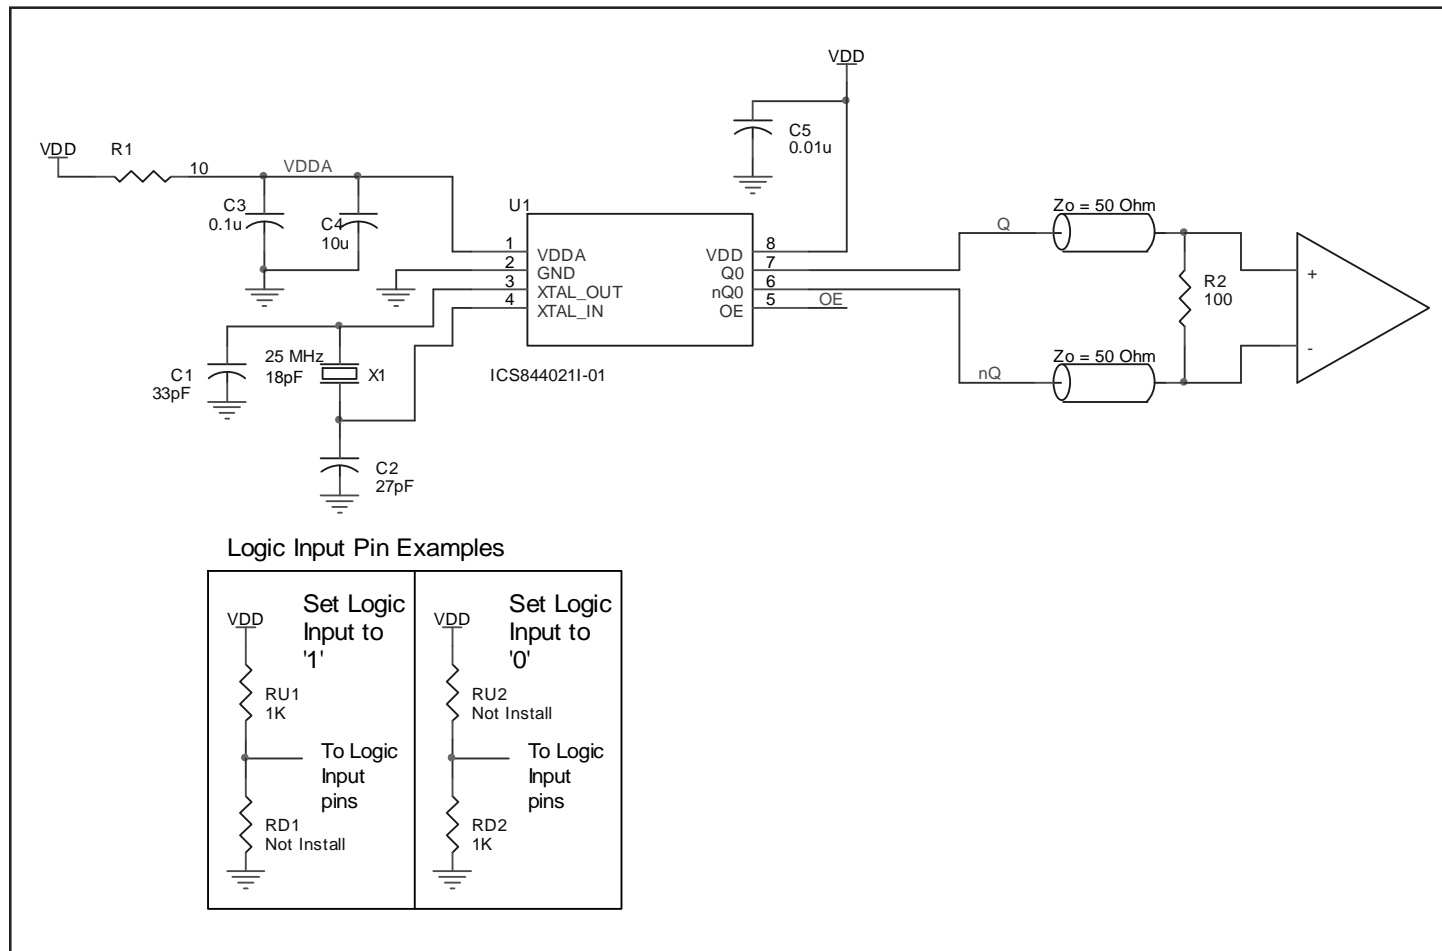 VDD
VDD
R1
10
VDDA
C5
0.01u
C3
0.1u
C4
10u
U1
1
2
3
4
VDDA
GND
XTAL_OUT
XTAL_IN
VDD
Q0
nQ0
OE
8
7
6
5
OE
Q
Zo = 50 Ohm
R2
100
+
-
nQ
Zo = 50 Ohm
C1
33pF
25 MHz
18pF
X1
ICS844021I-01
C2
27pF
Logic Input Pin Examples
VDD
Set Logic
Input to
'1'
RU1
1K
To Logic
Input
pins
RD1
Not Install
VDD
Set Logic
Input to
'0'
RU2
Not Install
To Logic
Input
pins
RD2
1K